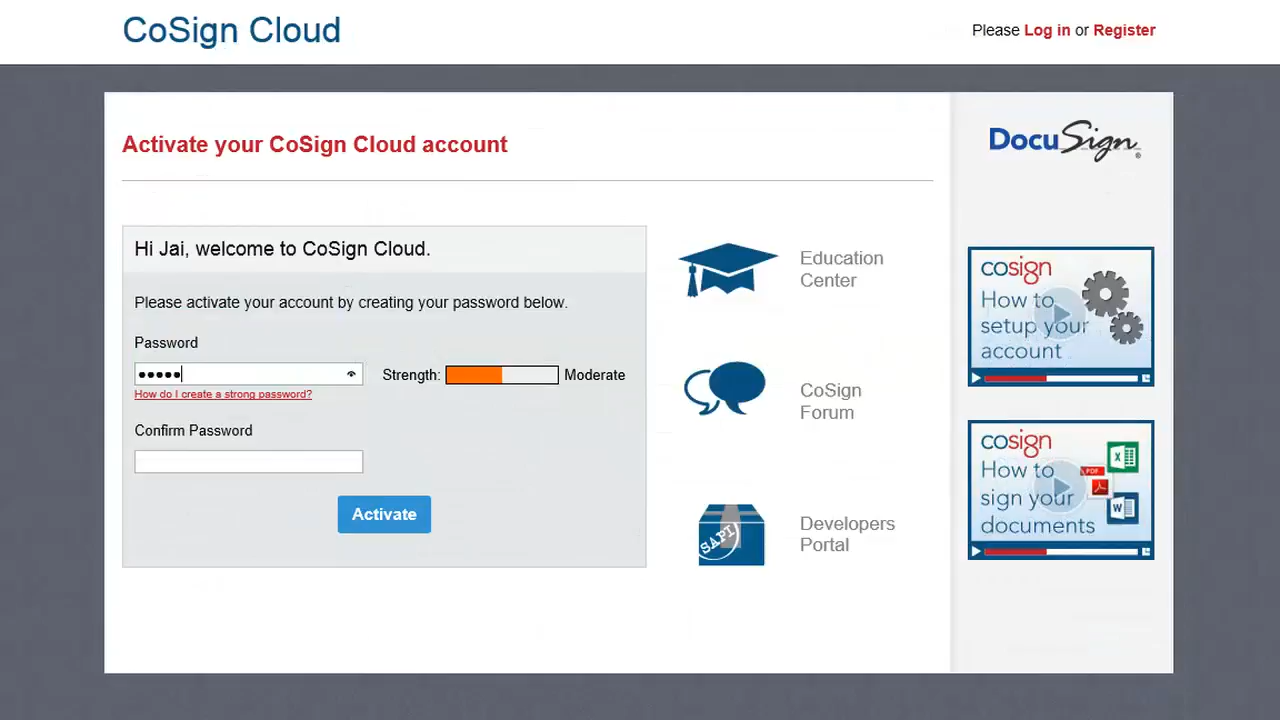 CoSign Cloud
Please Log in or Register
Activate your CoSign Cloud account
Hi Jai, welcome to CoSign Cloud.
Please activate your account by creating your password below.
Password
•••••
Strength: Moderate
How do I create a strong password?
Confirm Password
Activate
Education
Center
CoSign
Forum
SAPI
Developers
Portal
DocuSign
cosign
How to
setup your
account
cosign
How to
sign your
documents
X
PDF
W